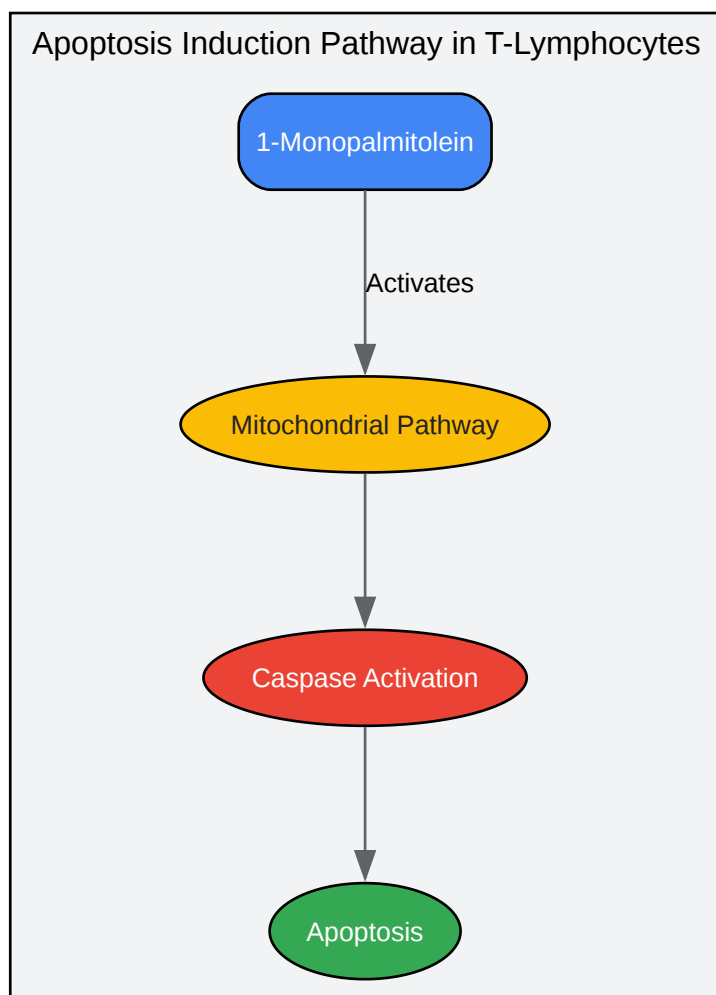 Apoptosis Induction Pathway in T-Lymphocytes
1-Monopalmitolein
Activates
Mitochondrial Pathway
Caspase Activation
Apoptosis